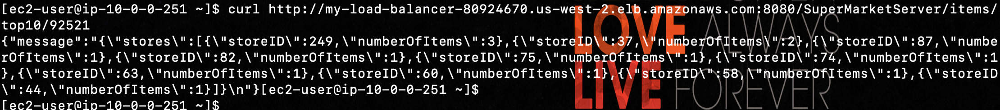 [ec2-user@ip-10-0-0-251 ~]$ curl http://my-load-balancer-80924670.us-west-2.elb.amazonaws.com:8080/SuperMarketServer/items/
top10/92521
{"message":"{\"stores\":[{\"storeID\":249,\"numberOfItems\":3},{\"storeID\":37,\"numberOfItems\":2},{\"storeID\":87,\"numbe
rOfItems\":1},{\"storeID\":82,\"numberOfItems\":1},{\"storeID\":75,\"numberOfItems\":1},{\"storeID\":74,\"numberOfItems\":1
},{\"storeID\":63,\"numberOfItems\":1},{\"storeID\":60,\"numberOfItems\":1},{\"storeID\":58,\"numberOfItems\":1},{\"storeID
\":44,\"numberOfItems\":1}]}\n"}[ec2-user@ip-10-0-0-251 ~]$
[ec2-user@ip-10-0-0-251 ~]$
LOVE ALWAYS
LIVE FOREVER